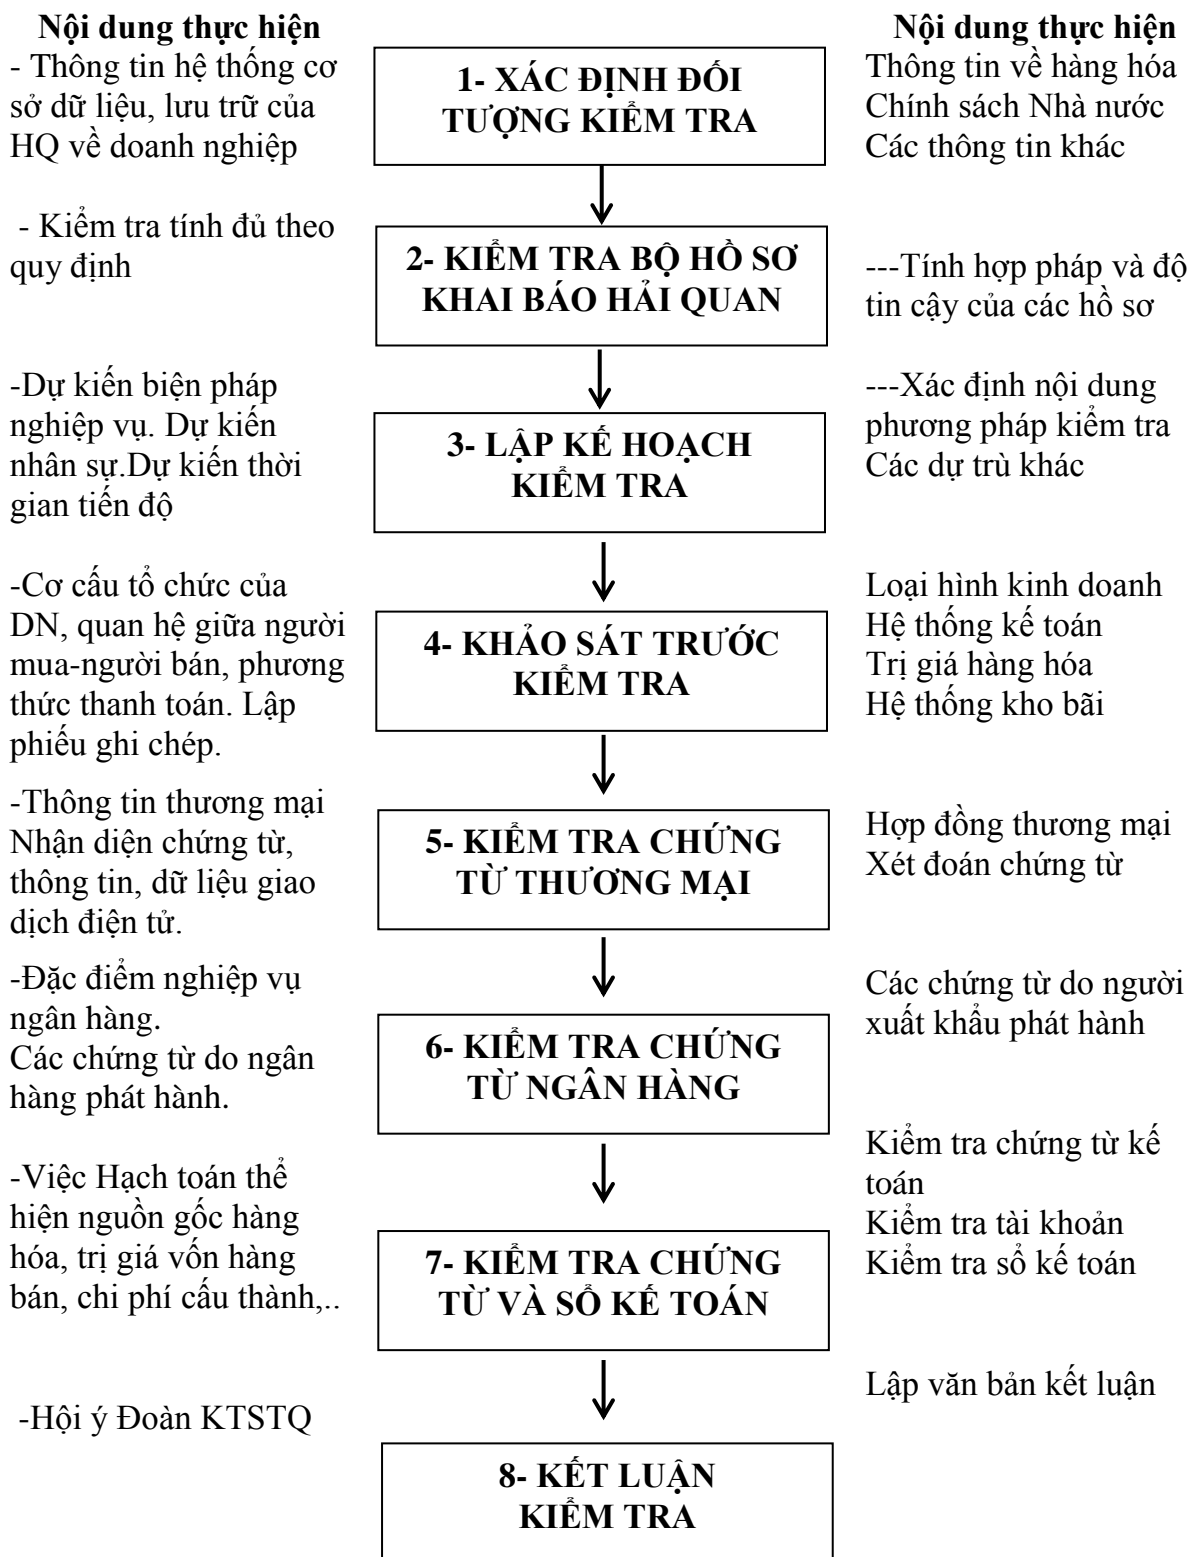 Nội dung thực hiện
- Thông tin hệ thống cơ
sở dữ liệu, lưu trữ của
HQ về doanh nghiệp
1- XÁC ĐỊNH ĐỐI
TƯỢNG KIỂM TRA
Nội dung thực hiện
Thông tin về hàng hóa
Chính sách Nhà nước
Các thông tin khác
- Kiểm tra tính đủ theo
quy định
2- KIỂM TRA BỘ HỒ SƠ
KHAI BÁO HẢI QUAN
---Tính hợp pháp và độ
tin cậy của các hồ sơ
-Dự kiến biện pháp
nghiệp vụ. Dự kiến
nhân sự.Dự kiến thời
gian tiến độ
3- LẬP KẾ HOẠCH
KIỂM TRA
---Xác định nội dung
phương pháp kiểm tra
Các dự trù khác
-Cơ cấu tổ chức của
DN, quan hệ giữa người
mua-người bán, phương
thức thanh toán. Lập
phiếu ghi chép.
4- KHẢO SÁT TRƯỚC
KIỂM TRA
Loại hình kinh doanh
Hệ thống kế toán
Trị giá hàng hóa
Hệ thống kho bãi
-Thông tin thương mại
Nhận diện chứng từ,
thông tin, dữ liệu giao
dịch điện tử.
5- KIỂM TRA CHỨNG
TỪ THƯƠNG MẠI
Hợp đồng thương mại
Xét đoán chứng từ
-Đặc điểm nghiệp vụ
ngân hàng.
Các chứng từ do ngân
hàng phát hành.
6- KIỂM TRA CHỨNG
TỪ NGÂN HÀNG
Các chứng từ do người
xuất khẩu phát hành
-Việc Hạch toán thể
hiện nguồn gốc hàng
hóa, trị giá vốn hàng
bán, chi phí cấu thành,..
7- KIỂM TRA CHỨNG
TỪ VÀ SỔ KẾ TOÁN
Kiểm tra chứng từ kế
toán
Kiểm tra tài khoản
Kiểm tra sổ kế toán
-Hội ý Đoàn KTSTQ
8- KẾT LUẬN
KIỂM TRA
Lập văn bản kết luận